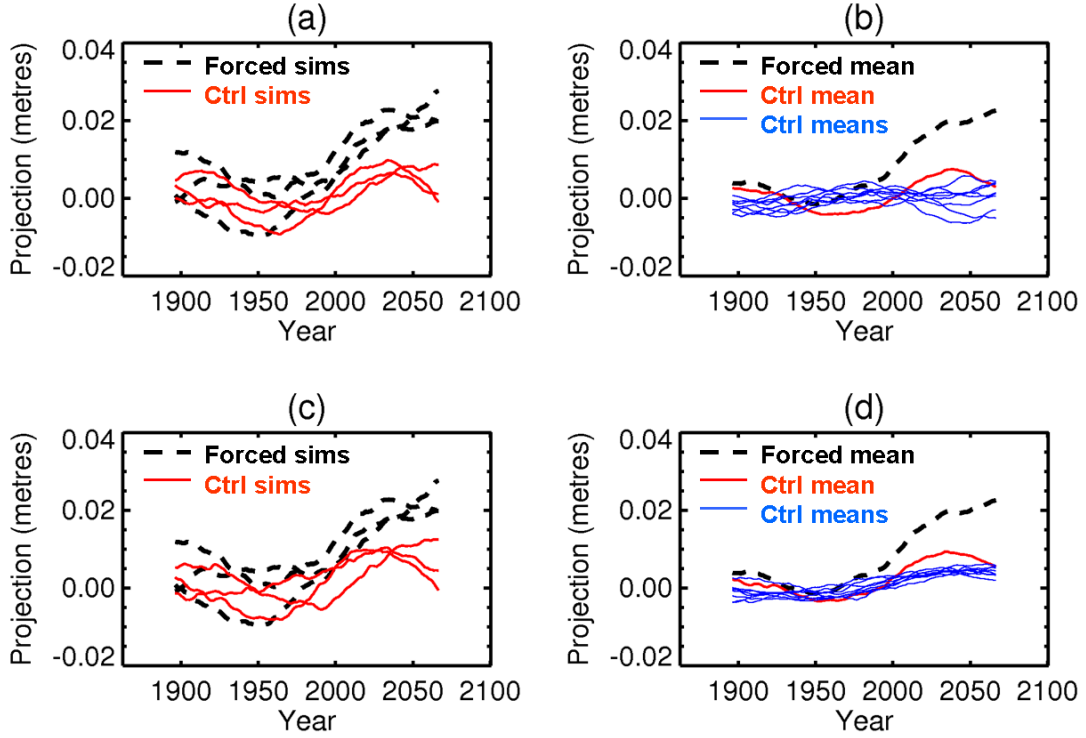 (a)
0.04
0.02
0.00
-0.02
Projection (metres)
Forced sims
Ctrl sims
1900 1950 2000 2050 2100
Year
(b)
0.04
0.02
0.00
-0.02
Projection (metres)
Forced mean
Ctrl mean
Ctrl means
1900 1950 2000 2050 2100
Year
(c)
0.04
0.02
0.00
-0.02
Projection (metres)
Forced sims
Ctrl sims
1900 1950 2000 2050 2100
Year
(d)
0.04
0.02
0.00
-0.02
Projection (metres)
Forced mean
Ctrl mean
Ctrl means
1900 1950 2000 2050 2100
Year